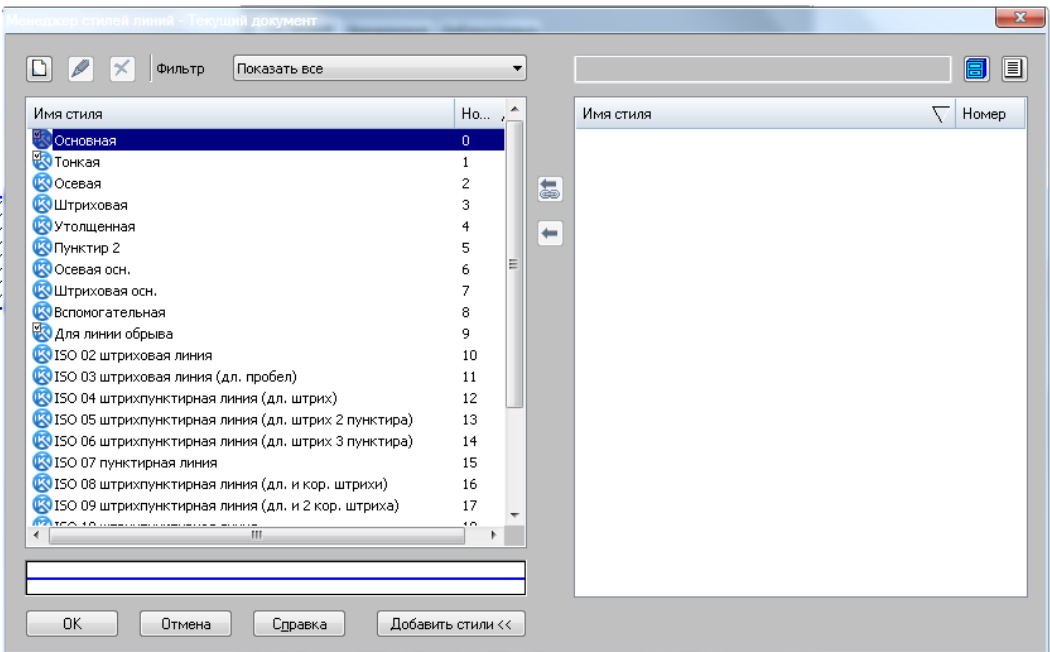 Менеджер стилей линий - Текущий документ
Фильтр Показать все
Имя стиля Но...
Основная 0
Тонкая 1
Осевая 2
Штриховая 3
Утолщенная 4
Пунктир 2 5
Осевая осн. 6
Штриховая осн. 7
Вспомогательная 8
Для линии обрыва 9
ISO 02 штриховая линия 10
ISO 03 штриховая линия (дл. пробел) 11
ISO 04 штрихпунктирная линия (дл. штрих) 12
ISO 05 штрихпунктирная линия (дл. штрих 2 пунктира) 13
ISO 06 штрихпунктирная линия (дл. штрих 3 пунктира) 14
ISO 07 пунктирная линия 15
ISO 08 штрихпунктирная линия (дл. и кор. штрихи) 16
ISO 09 штрихпунктирная линия (дл. и 2 кор. штриха) 17
Имя стиля Номер
OK Отмена Справка Добавить стили <<